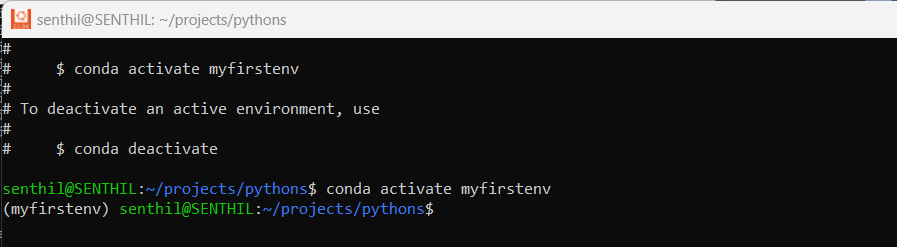 senthil@SENTHIL: ~/projects/pythons
#
#     $ conda activate myfirstenv
#
# To deactivate an active environment, use
#
#     $ conda deactivate
senthil@SENTHIL:~/projects/pythons$ conda activate myfirstenv
(myfirstenv) senthil@SENTHIL:~/projects/pythons$